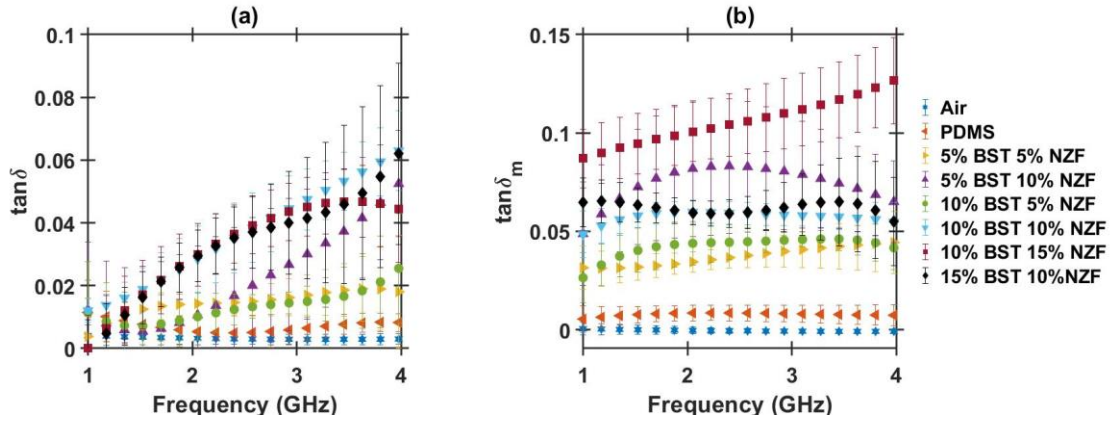 (a)
0.1
0.08
0.06
0.04
0.02
0
tanδ
1
2
3
4
Frequency (GHz)
(b)
0.15
0.1
0.05
0
tanδm
1
2
3
4
Frequency (GHz)
Air
PDMS
5% BST 5% NZF
5% BST 10% NZF
10% BST 5% NZF
10% BST 10% NZF
10% BST 15% NZF
15% BST 10%NZF